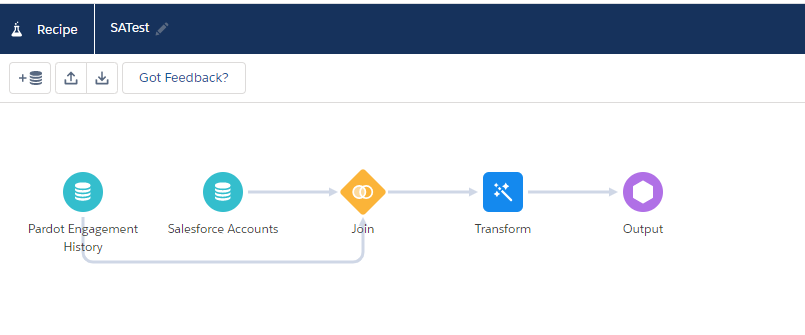 Recipe
SATest
+
Got Feedback?
Pardot Engagement
History
Salesforce Accounts
Join
Transform
Output